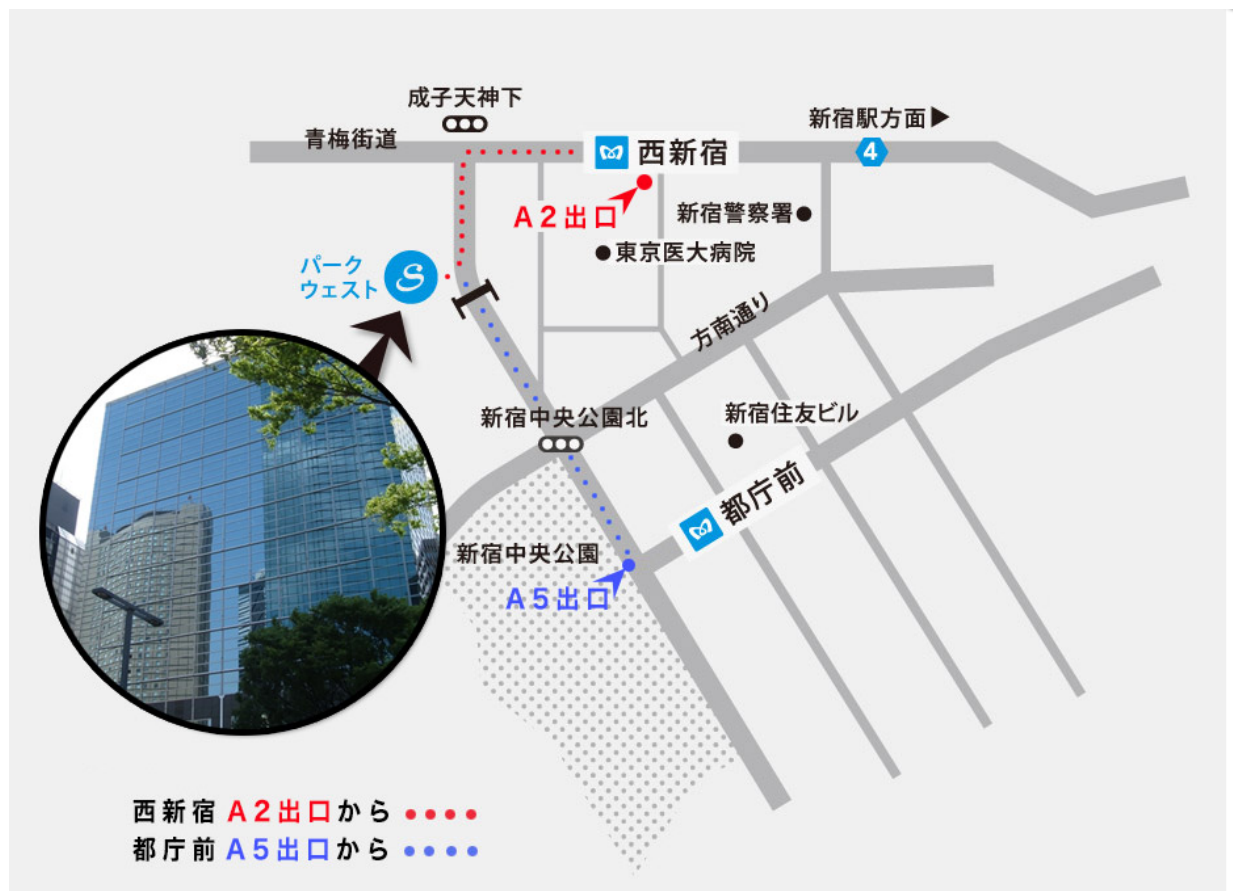 成子天神下
青梅街道
新宿駅方面▶
4
西新宿
A2出口
新宿警察署
東京医大病院
パーク
ウェスト
S
方南通り
新宿中央公園北
新宿住友ビル
都庁前
新宿中央公園
A5出口
西新宿 A2出口から
都庁前 A5出口から